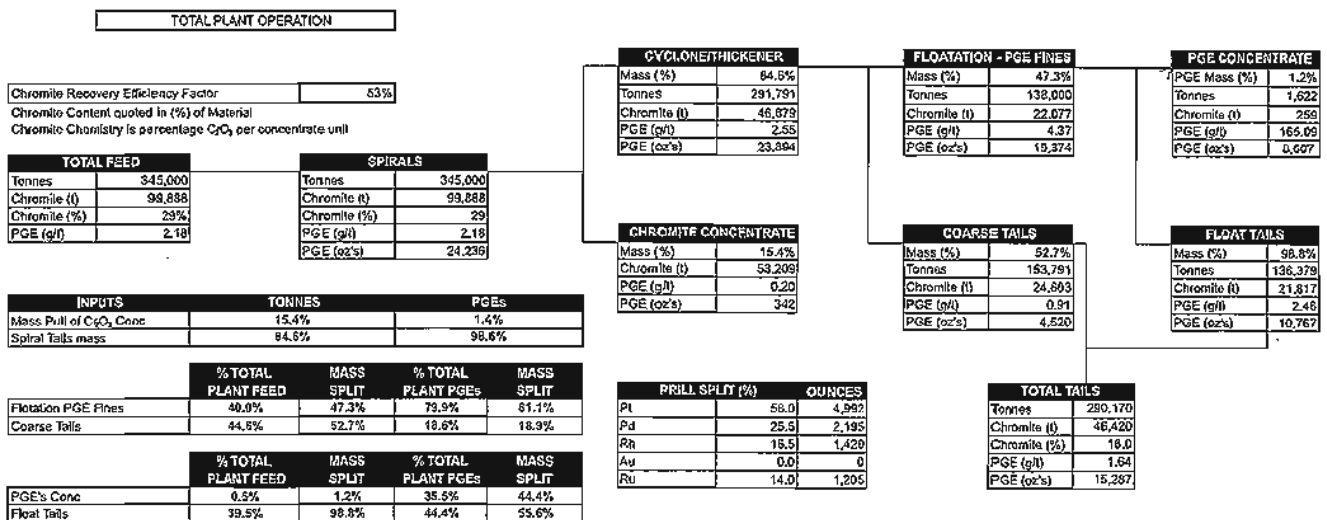 TOTAL PLANT OPERATION
Chromite Recovery Efficiency Factor 53%
Chromite Content quoted in (%) of Material
Chromite Chemistry is percentage Cr₂O₃ per concentrate unit
TOTAL FEED
Tonnes 345,000
Chromite (t) 99,888
Chromite (%) 29%
PGE (g/t) 2.18
SPIRALS
Tonnes 345,000
Chromite (t) 99,888
Chromite (%) 29
PGE (g/t) 2.18
PGE (oz's) 24,236
CYCLONE/THICKENER
Mass (%) 84.6%
Tonnes 291,791
Chromite (t) 46,679
PGE (g/t) 2.55
PGE (oz's) 23,894
FLOATATION - PGE FINES
Mass (%) 47.3%
Tonnes 138,000
Chromite (t) 22,077
PGE (g/t) 4.37
PGE (oz's) 19,374
PGE CONCENTRATE
PGE Mass (%) 1.2%
Tonnes 1,622
Chromite (t) 259
PGE (g/t) 165.09
PGE (oz's)
CHROMITE CONCENTRATE
Mass (%) 15.4%
Chromite (t) 53,209
PGE (g/t) 0.20
PGE (oz's) 342
COARSE TAILS
Mass (%) 52.7%
Tonnes 153,791
Chromite (t) 24,603
PGE (g/t) 0.91
PGE (oz's) 4,520
FLOAT TAILS
Mass (%) 98.8%
Tonnes 136,379
Chromite (t) 21,817
PGE (g/t) 2.46
PGE (oz's) 10,767
INPUTS TONNES PGEs
Mass Pull of Cr₂O₃ Conc 15.4% 1.4%
Spiral Tails mass 84.6% 98.6%
% TOTAL PLANT FEED MASS SPLIT % TOTAL PLANT PGEs MASS SPLIT
Flotation PGE Fines 40.0% 47.3% 79.9% 81.1%
Coarse Tails 44.6% 52.7% 18.6% 18.9%
% TOTAL PLANT FEED MASS SPLIT % TOTAL PLANT PGEs MASS SPLIT
PGE's Conc 0.5% 1.2% 35.5% 44.4%
Float Tails 39.5% 98.8% 44.4% 55.6%
PRILL SPLIT (%) OUNCES
Pt 58.0 4,992
Pd 25.5 2,195
Rh 16.5 1,420
Au 0.0 0
Ru 14.0 1,205
TOTAL TAILS
Tonnes 290,170
Chromite (t) 46,420
Chromite (%) 16.0
PGE (g/t) 1.64
PGE (oz's) 15,287